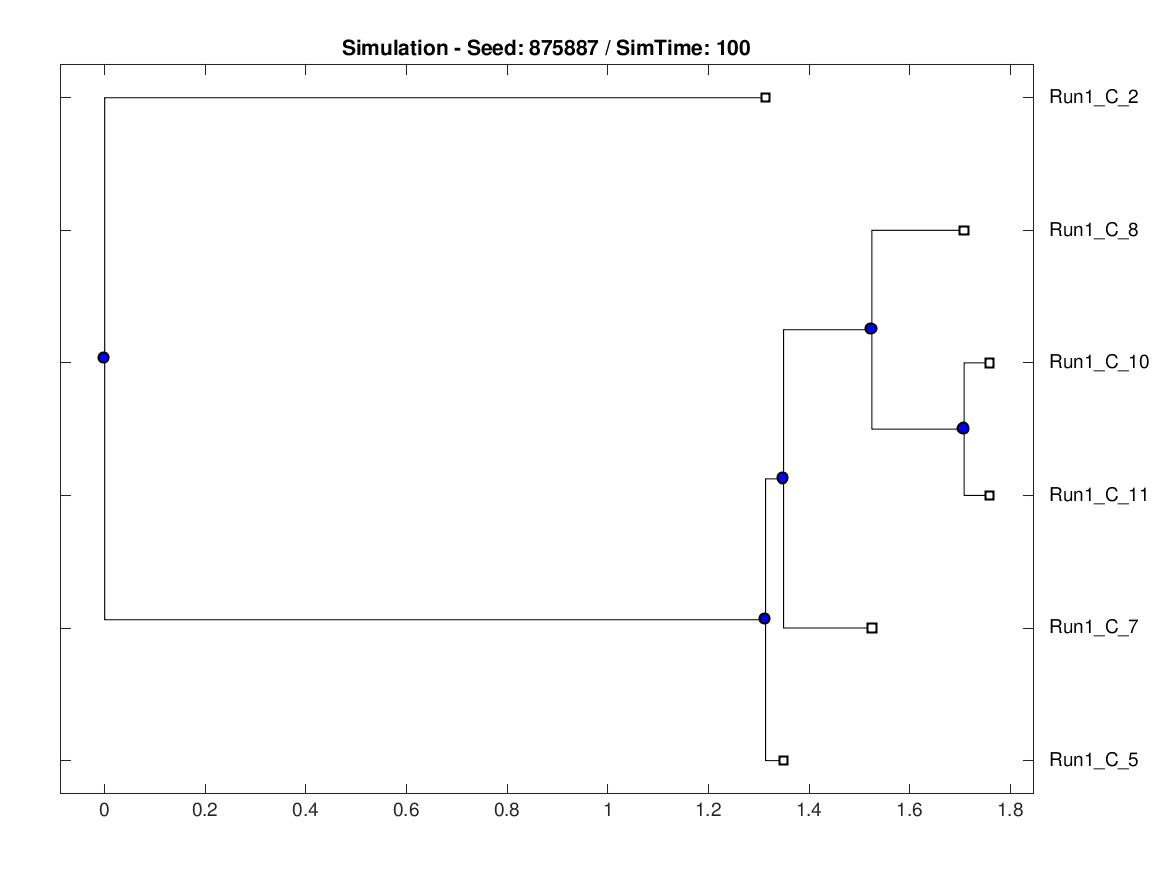 Simulation - Seed: 875887 / SimTime: 100
Run1_C_2
Run1_C_8
Run1_C_10
Run1_C_11
Run1_C_7
Run1_C_5
0 0.2 0.4 0.6 0.8 1 1.2 1.4 1.6 1.8